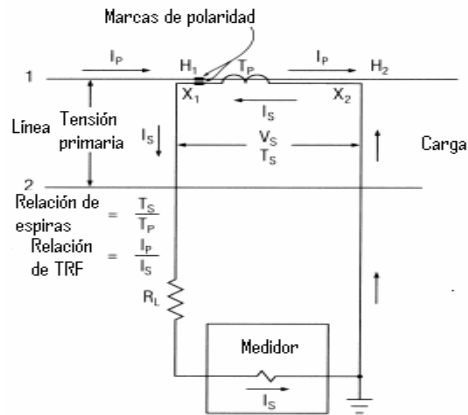 Marcas de polaridad
I_P H_1 T_P I_P H_2
1
X_1 X_2
I_S
Línea Tensión primaria I_S V_S Carga
T_S
2
Relación de espiras = T_S / T_P
Relación de TRF = I_P / I_S
R_L
Medidor
I_S